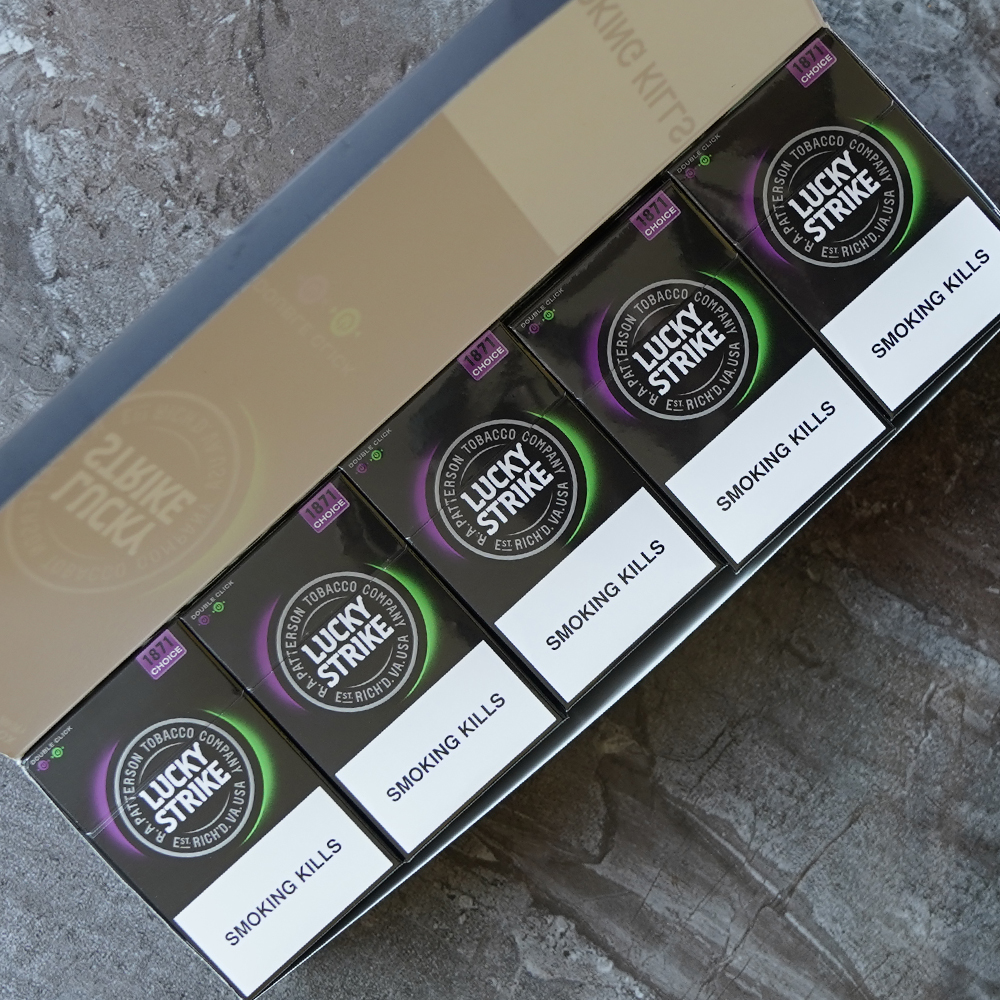 SMOKING KILLS
LUCKY
STRIKE
1871
CHOICE
DOUBLE CLICK
R.A. PATTERSON TOBACCO COMPANY
LUCKY
STRIKE
EST. RICH'D. VA. USA
SMOKING KILLS
1871
CHOICE
DOUBLE CLICK
R.A. PATTERSON TOBACCO COMPANY
LUCKY
STRIKE
EST. RICH'D. VA. USA
SMOKING KILLS
1871
CHOICE
DOUBLE CLICK
R.A. PATTERSON TOBACCO COMPANY
LUCKY
STRIKE
EST. RICH'D. VA. USA
SMOKING KILLS
1871
CHOICE
DOUBLE CLICK
R.A. PATTERSON TOBACCO COMPANY
LUCKY
STRIKE
EST. RICH'D. VA. USA
SMOKING KILLS
1871
CHOICE
DOUBLE CLICK
R.A. PATTERSON TOBACCO COMPANY
LUCKY
STRIKE
EST. RICH'D. VA. USA
SMOKING KILLS